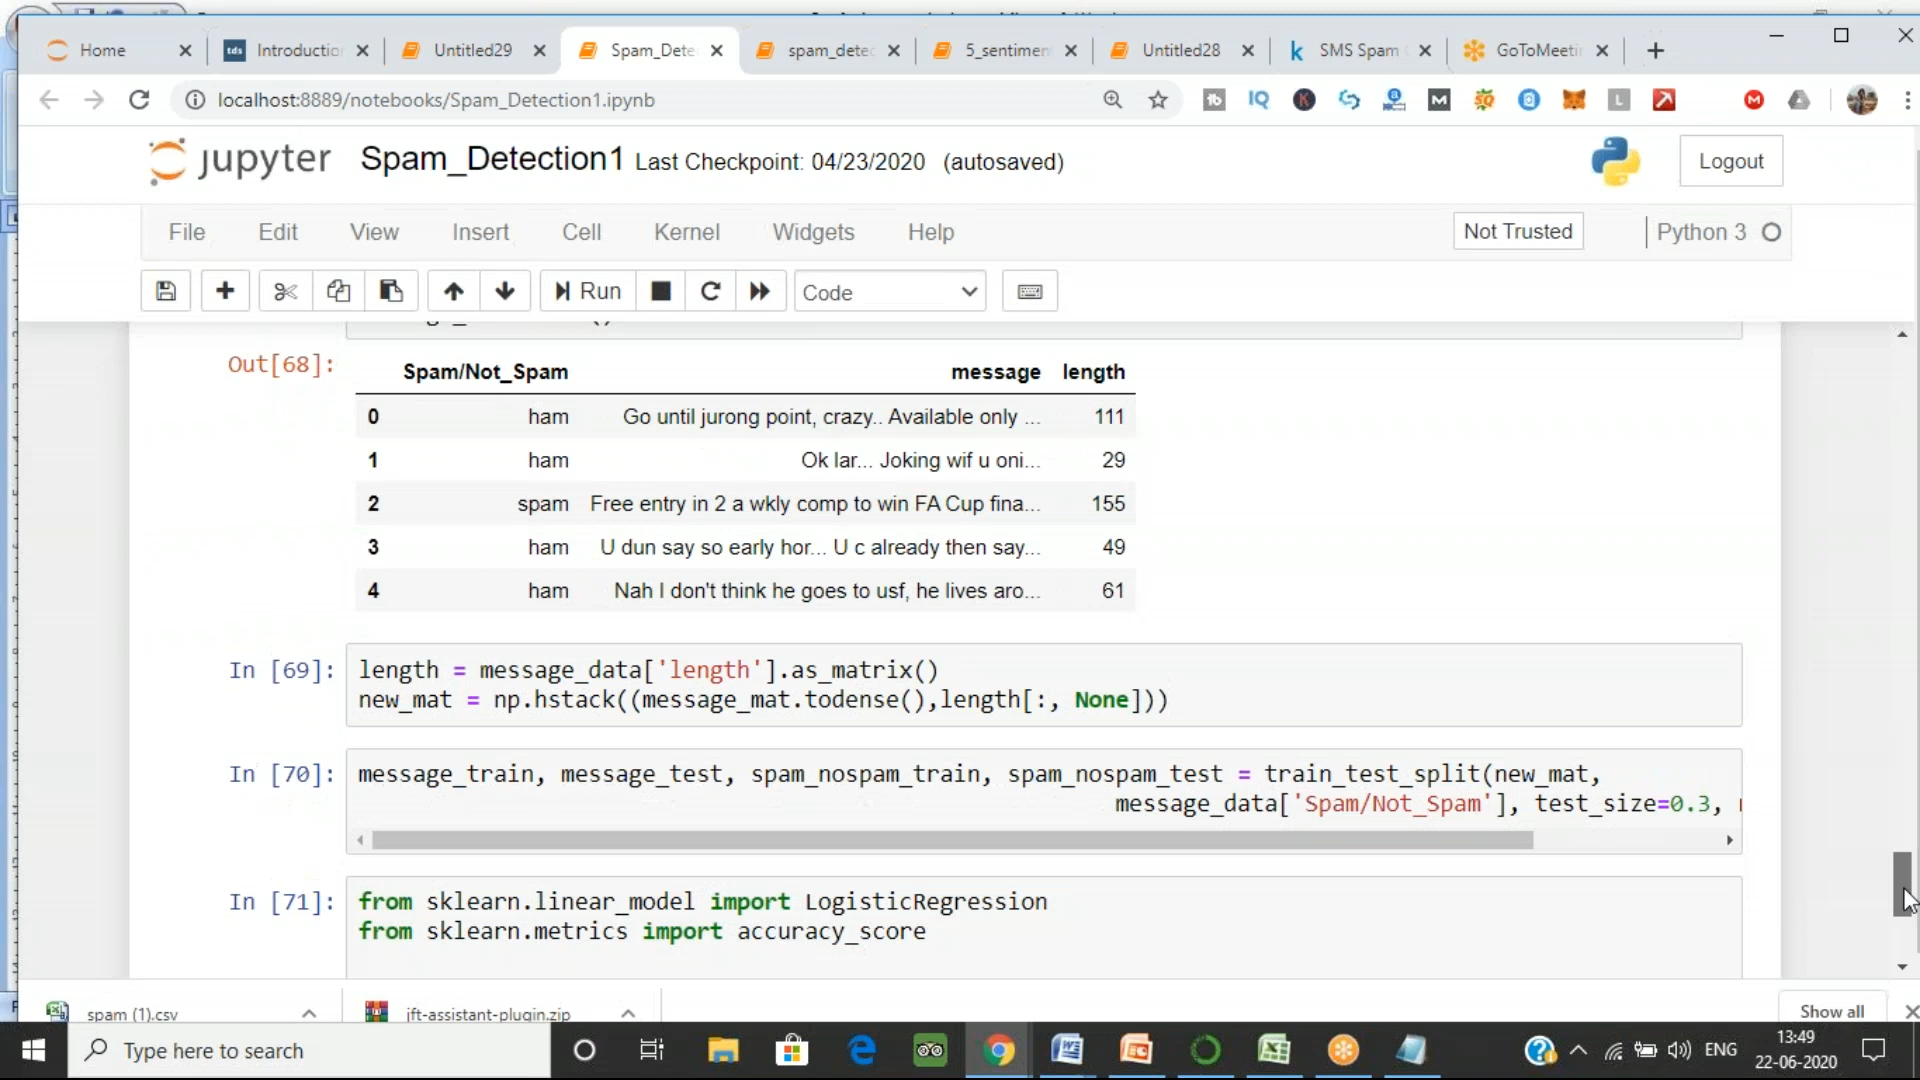 Home
Introduction
Untitled29
Spam_Dete
spam_detec
5_sentimen
Untitled28
SMS Spam
GoToMeetin
localhost:8889/notebooks/Spam_Detection1.ipynb
jupyter Spam_Detection1 Last Checkpoint: 04/23/2020 (autosaved)
Logout
File Edit View Insert Cell Kernel Widgets Help
Not Trusted
Python 3
Run
Code
Out[68]:
Spam/Not_Spam message length
0 ham Go until jurong point, crazy.. Available only ... 111
1 ham Ok lar... Joking wif u oni... 29
2 spam Free entry in 2 a wkly comp to win FA Cup fina... 155
3 ham U dun say so early hor... U c already then say... 49
4 ham Nah I don't think he goes to usf, he lives aro... 61
In [69]: length = message_data['length'].as_matrix()
new_mat = np.hstack((message_mat.todense(),length[:, None]))
In [70]: message_train, message_test, spam_nospam_train, spam_nospam_test = train_test_split(new_mat,
message_data['Spam/Not_Spam'], test_size=0.3,
In [71]: from sklearn.linear_model import LogisticRegression
from sklearn.metrics import accuracy_score
spam (1).csv
jft-assistant-plugin.zip
Show all
Type here to search
ENG
13:49
22-06-2020